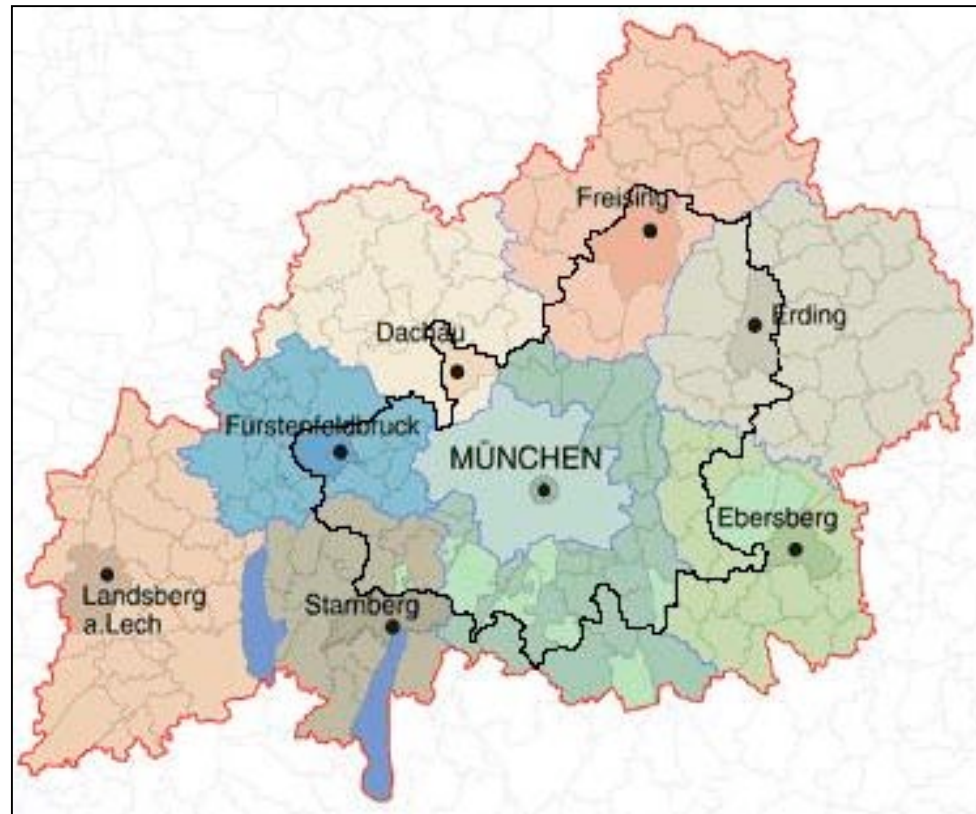 Freising
Erding
Dachau
Fürstenfeldbruck
MÜNCHEN
Ebersberg
Landsberg
a.Lech
Starnberg